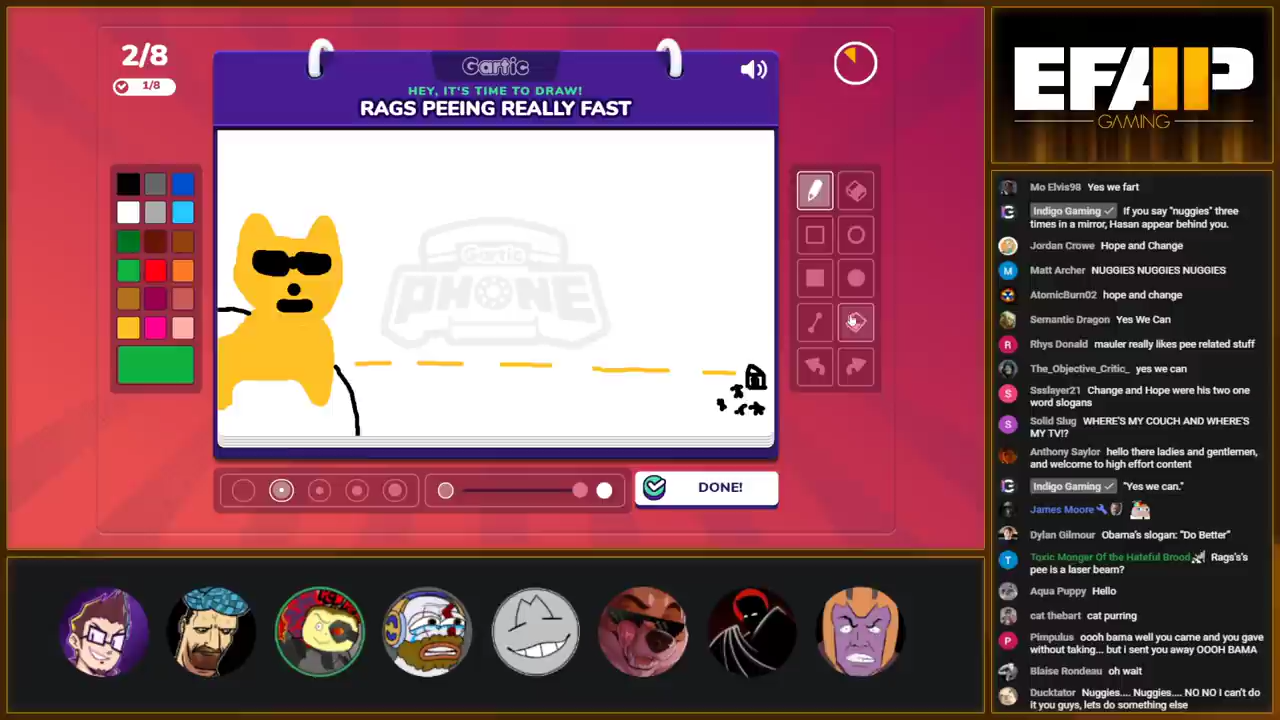 2/8
1/8
Gartic
HEY, IT'S TIME TO DRAW!
RAGS PEEING REALLY FAST
Gartic
PHONE
DONE!
EFAP
GAMING
Mo Elvis98 Yes we fart
Indigo Gaming If you say "nuggies" three
times in a mirror, Hasan appear behind you.
Jordan Crowe Hope and Change
Matt Archer NUGGIES NUGGIES NUGGIES
AtomicBurn02 hope and change
Semantic Dragon Yes We Can
Rhys Donald mauler really likes pee related stuff
The_Objective_Critic_ yes we can
Ssslayer21 Change and Hope were his two one
word slogans
Solid Slug WHERE'S MY COUCH AND WHERE'S
MY TV!?
Anthony Saylor hello there ladies and gentlemen,
and welcome to high effort content
Indigo Gaming "Yes we can."
James Moore
Dylan Gilmour Obama's slogan: "Do Better"
Toxic Monger Of the Hateful Brood Rags's's
pee is a laser beam?
Aqua Puppy Hello
cat thebart cat purring
Pimpulus oooh bama well you came and you gave
without taking... but i sent you away OOOH BAMA
Blaise Rondeau oh wait
Ducktator Nuggies.... Nuggies.... NO NO I can't do
it you guys, lets do something else